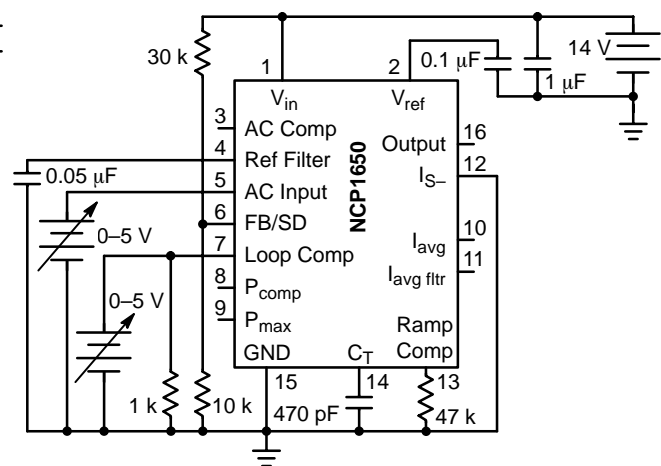 30 k
1
2
0.1 μF
14 V
1 μF
V_in
V_ref
3
AC Comp
Output
16
4
Ref Filter
I_S–
12
0.05 μF
5
AC Input
NCP1650
6
FB/SD
0–5 V
7
Loop Comp
I_avg
10
8
P_comp
I_avg fltr
11
0–5 V
9
P_max
Ramp
Comp
GND
C_T
15
14
13
1 k
10 k
470 pF
47 k